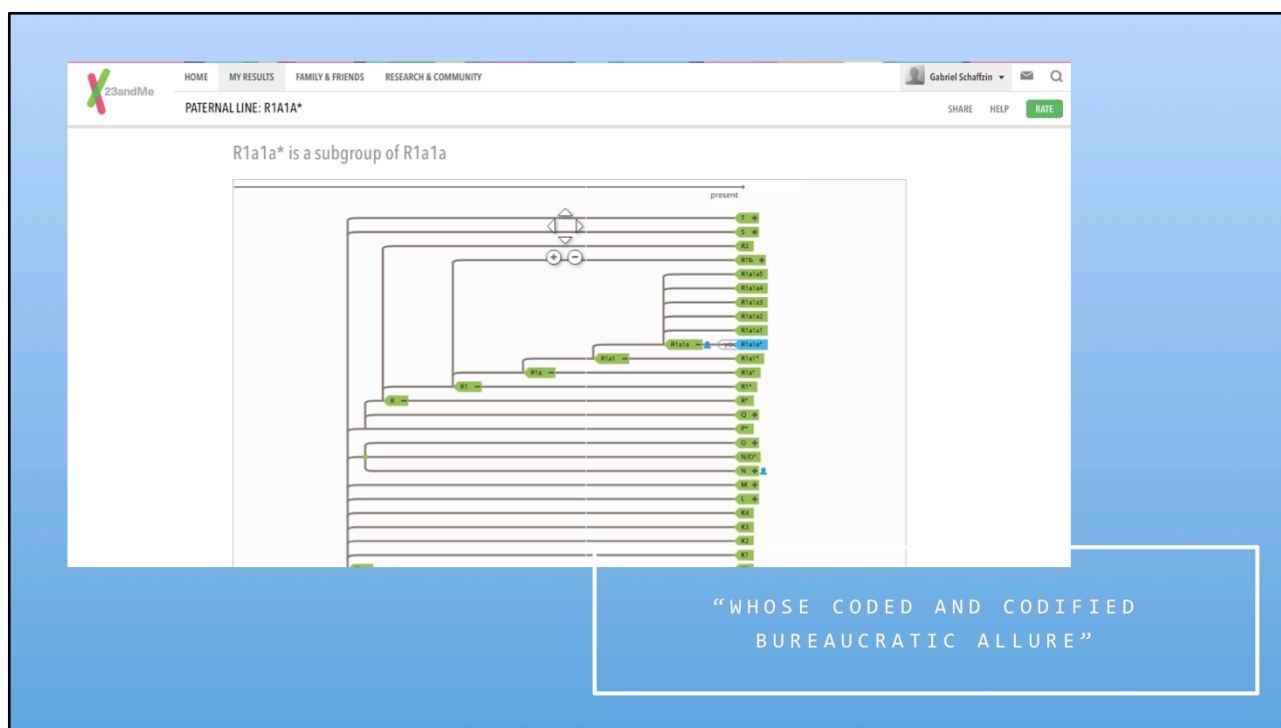 23andMe
HOME MY RESULTS FAMILY & FRIENDS RESEARCH & COMMUNITY Gabriel Schaffzin
PATERNAL LINE: R1A1A* SHARE HELP RATE
R1a1a* is a subgroup of R1a1a
present
T
S
R2
R1b
R1a1a5
R1a1a4
R1a1a3
R1a1a2
R1a1a1
R1a1a R1a1a*
R1a1 R1a1*
R1a R1a*
R1 R1*
R R*
Q
P*
O
N/O*
N
M
L
K4
K3
K2
K1
“WHOSE CODED AND CODIFIED
BUREAUCRATIC ALLURE”